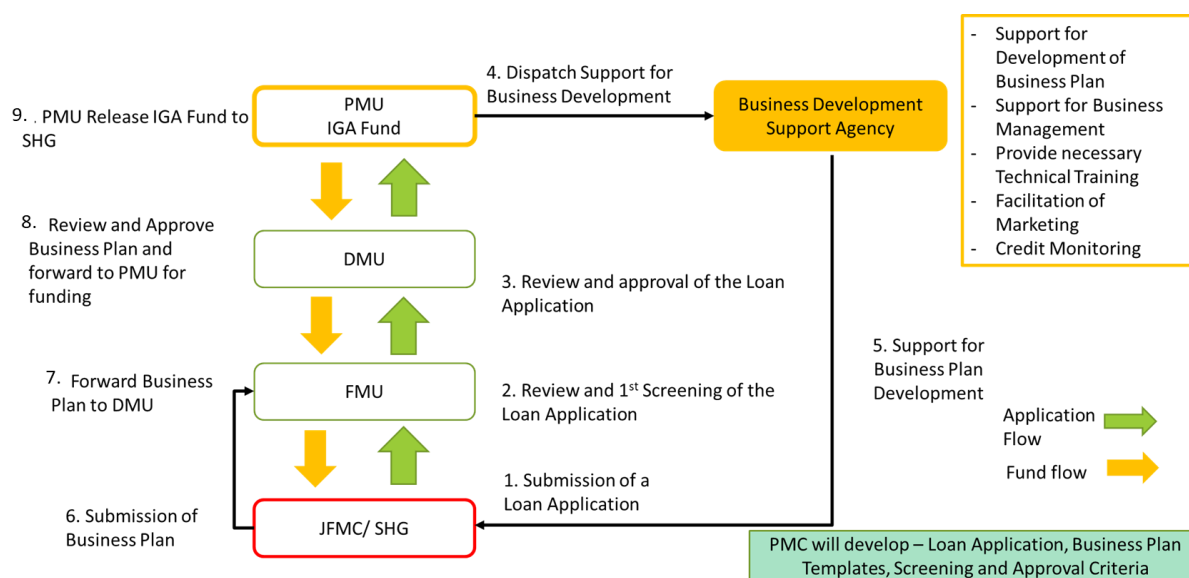 4. Dispatch Support for
Business Development
9. . PMU Release IGA Fund to
SHG
PMU
IGA Fund
Business Development
Support Agency
- Support for
Development of
Business Plan
- Support for Business
Management
- Provide necessary
Technical Training
- Facilitation of
Marketing
- Credit Monitoring
8. Review and Approve
Business Plan and
forward to PMU for
funding
DMU
3. Review and approval of the Loan
Application
7. Forward Business
Plan to DMU
FMU
2. Review and 1st Screening of the
Loan Application
5. Support for
Business Plan
Development
Application
Flow
Fund flow
1. Submission of a
Loan Application
6. Submission of
Business Plan
JFMC/ SHG
PMC will develop – Loan Application, Business Plan
Templates, Screening and Approval Criteria